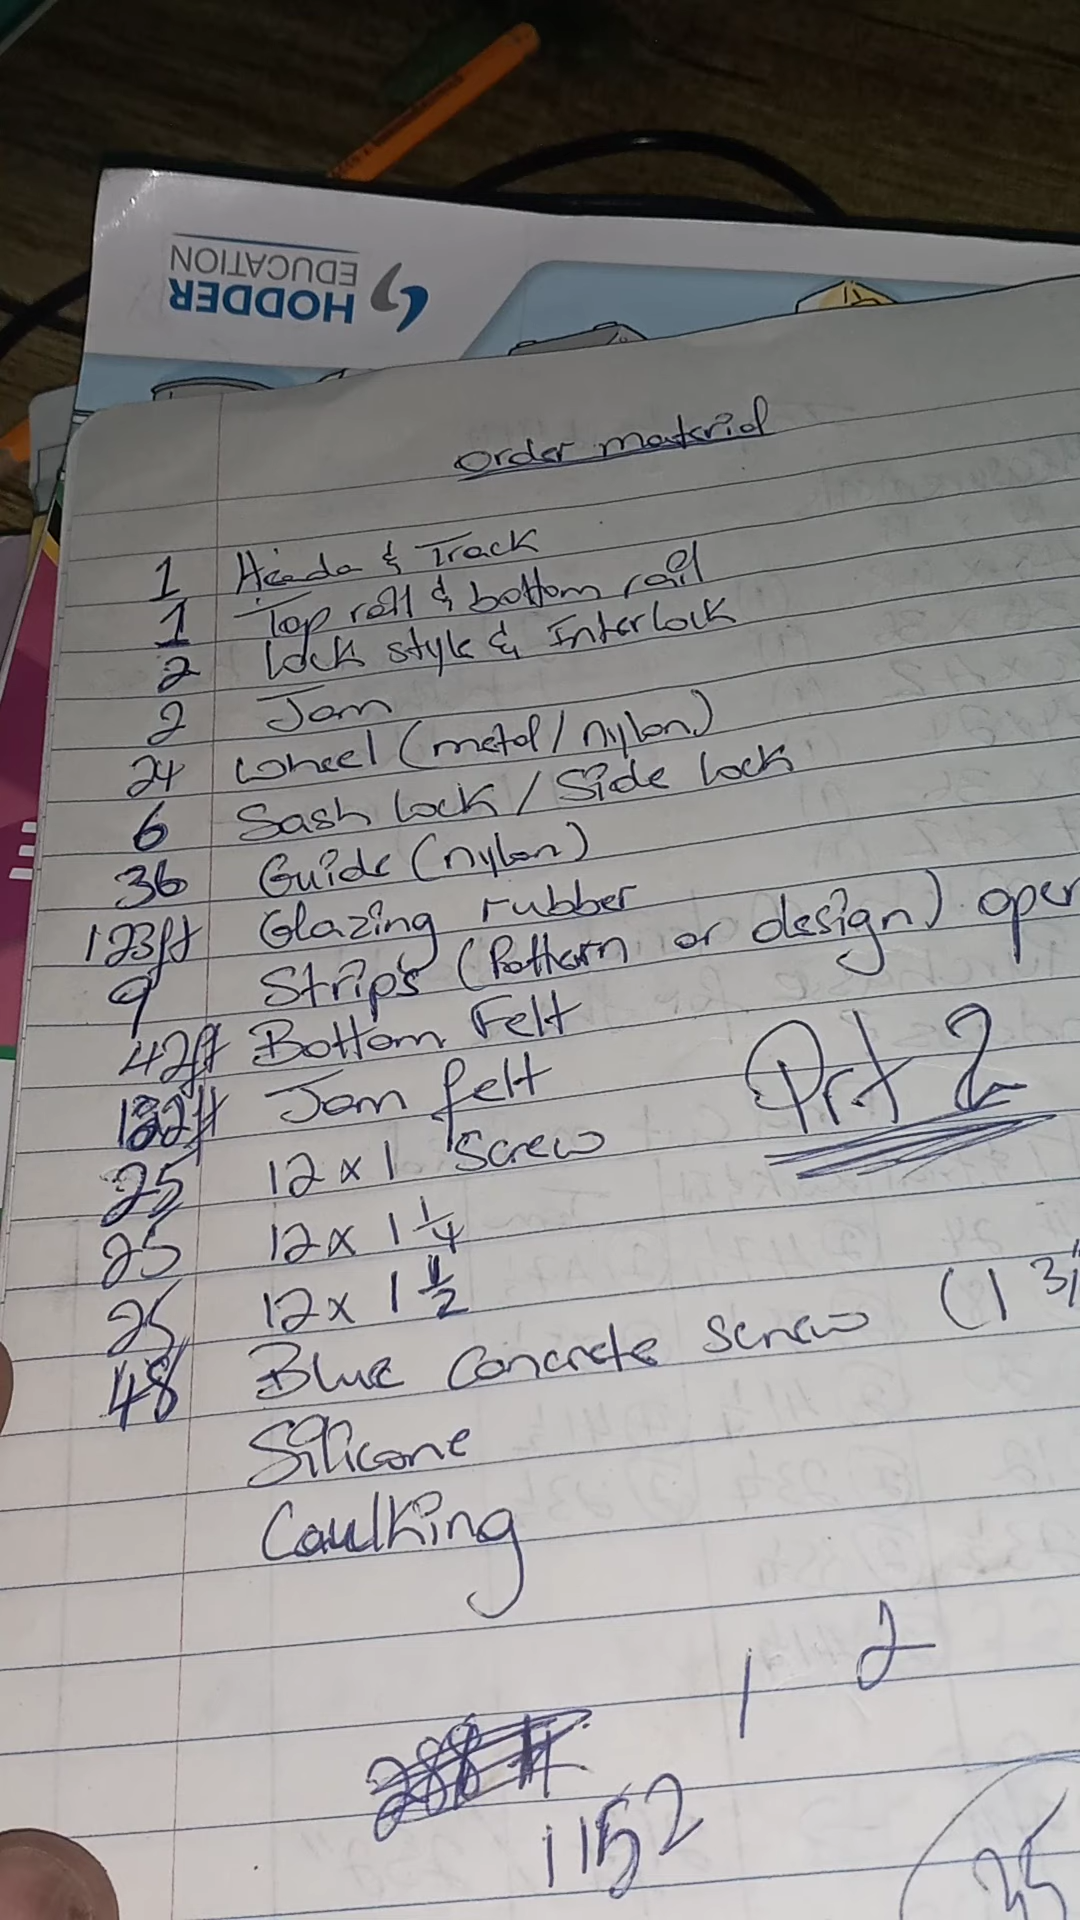 HODDER
EDUCATION
Order material
1 Heada & Track
1 Top rail & bottom rail
2 Lock style & Interlock
2 Jam
24 Wheel (metal/nylon)
6 Sash lock / Side lock
36 Guide (nylon)
123ft Glazing rubber
9 Strips (Pattern or design) oper
42ft Bottom Felt
132ft Jam felt
Prt 2
25 12 x 1 Screw
25 12 x 1 1/4
25 12 x 1 1/2
48 Blue concrete screw (1 3/
Silicone
Caulking
1 2
1152
35